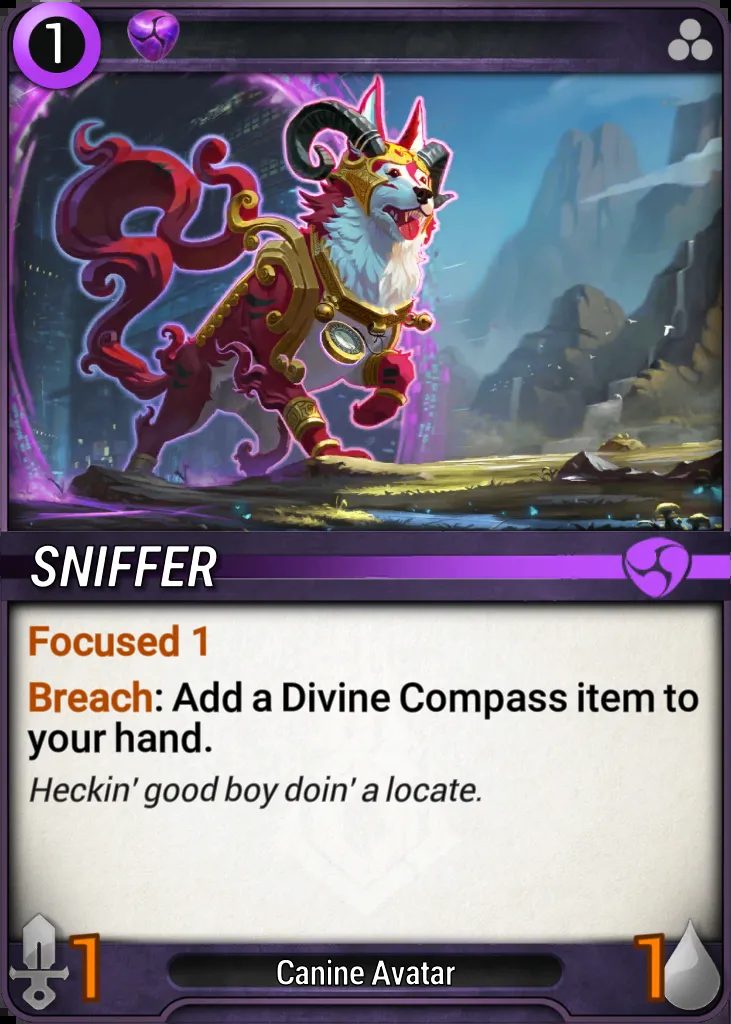 1
SNIFFER
Focused 1
Breach: Add a Divine Compass item to
your hand.
Heckin' good boy doin' a locate.
1 Canine Avatar 1